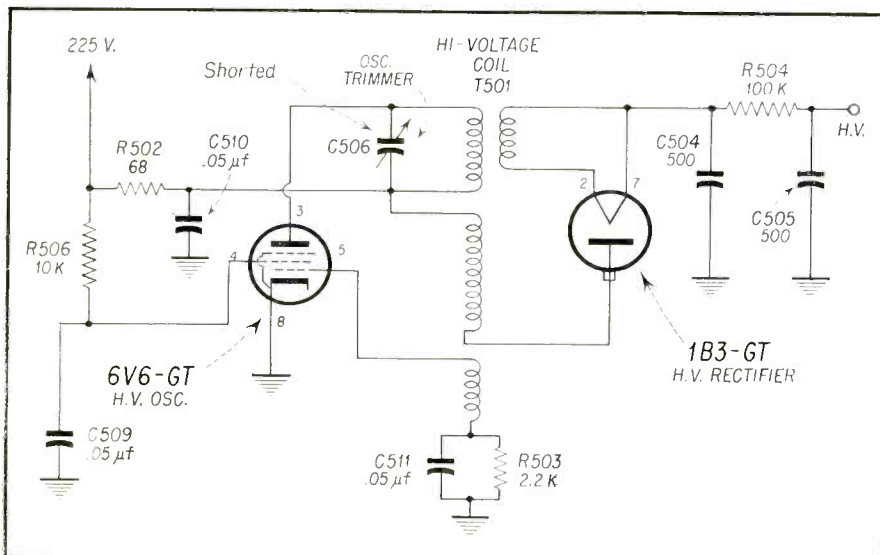 225 V.
HI-VOLTAGE
COIL
T501
Shorted
OSC.
TRIMMER
R504
100 K
H.V.
C510
.05 µf
R502
68
C506
C504
500
C505
500
R506
10 K
3
4
5
8
2
7
6V6-GT
H.V. OSC.
1B3-GT
H.V. RECTIFIER
C509
.05 µf
C511
.05 µf
R503
2.2 K